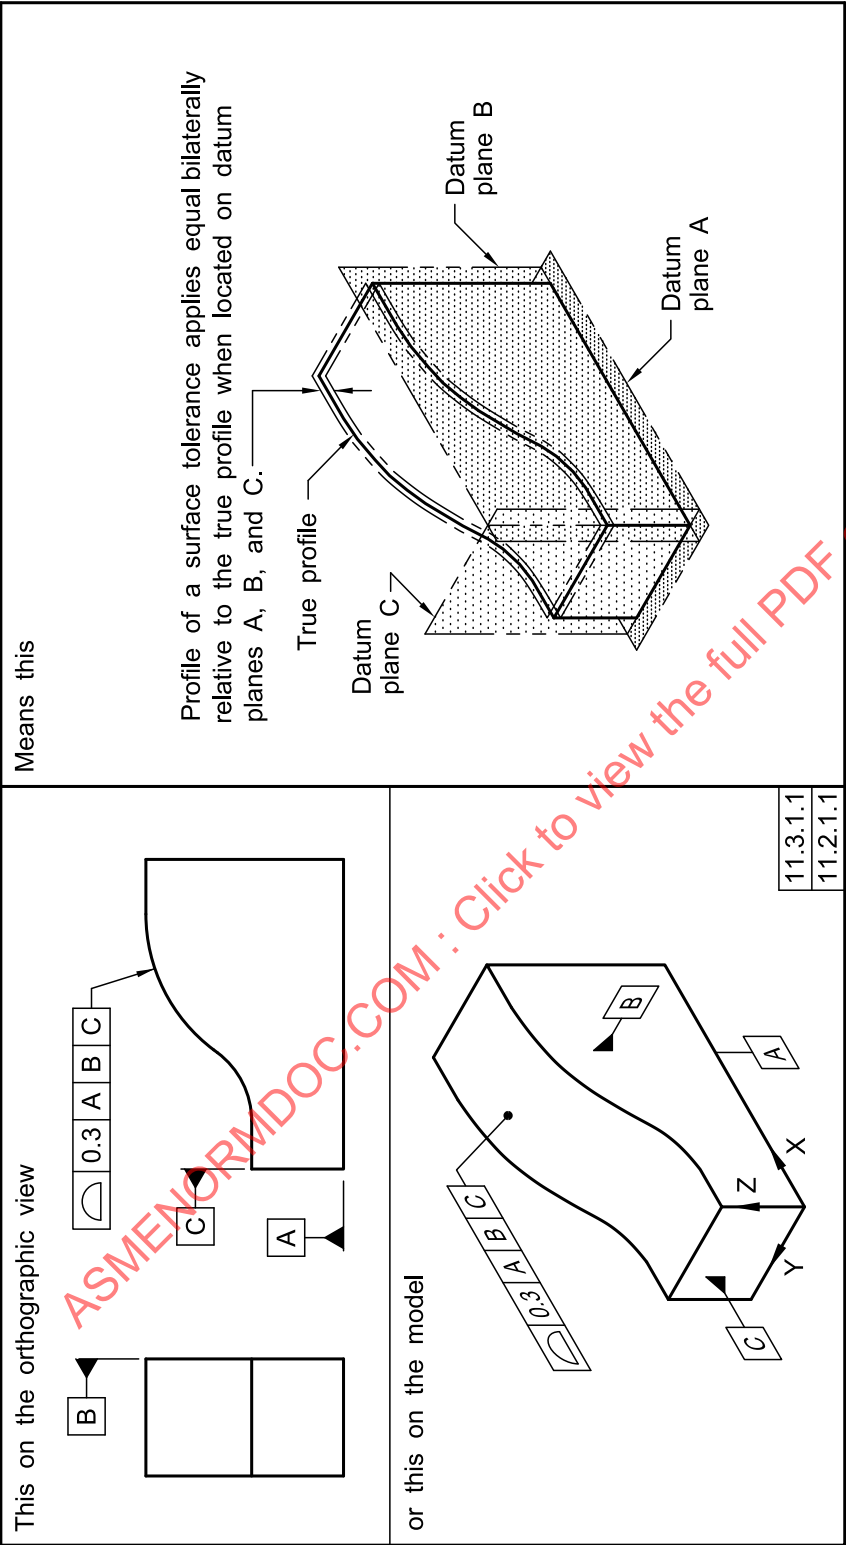 This on the orthographic view
B
0.3 A B C
C
A
or this on the model
0.3 A B C
B
A
C
X
Y
Z
11.3.1.1
11.2.1.1
Means this
Profile of a surface tolerance applies equal bilaterally
relative to the true profile when located on datum
planes A, B, and C.
True profile
Datum
plane C
Datum
plane B
Datum
plane A
ASMENORMDOC.COM : Click to view the full PDF